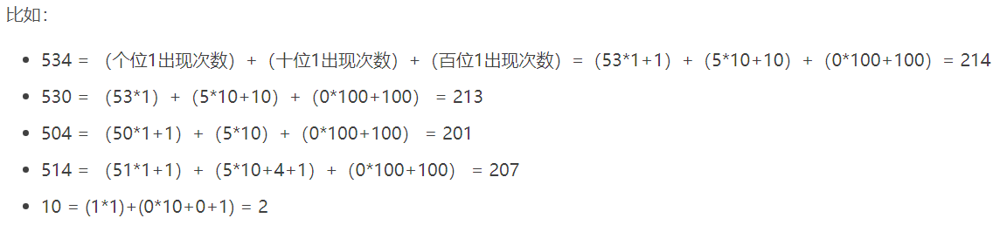 比如：
534 = （个位1出现次数）+（十位1出现次数）+（百位1出现次数）=（53*1+1）+（5*10+10）+（0*100+100）= 214
530 = （53*1）+（5*10+10）+（0*100+100） = 213
504 = （50*1+1）+（5*10）+（0*100+100） = 201
514 = （51*1+1）+（5*10+4+1）+（0*100+100） = 207
10 = (1*1)+(0*10+0+1) = 2